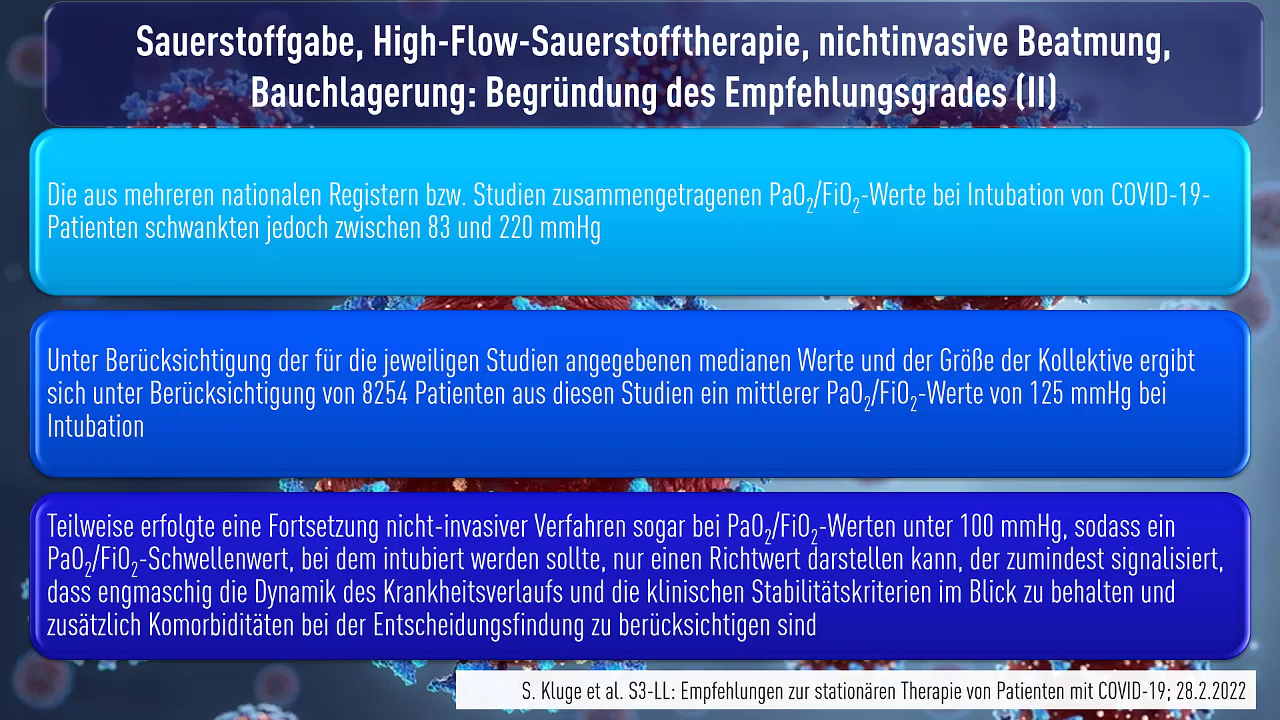 Sauerstoffgabe, High-Flow-Sauerstofftherapie, nichtinvasive Beatmung,
Bauchlagerung: Begründung des Empfehlungsgrades (II)
Die aus mehreren nationalen Registern bzw. Studien zusammengetragenen PaO₂/FiO₂-Werte bei Intubation von COVID-19-
Patienten schwankten jedoch zwischen 83 und 220 mmHg
Unter Berücksichtigung der für die jeweiligen Studien angegebenen medianen Werte und der Größe der Kollektive ergibt
sich unter Berücksichtigung von 8254 Patienten aus diesen Studien ein mittlerer PaO₂/FiO₂-Werte von 125 mmHg bei
Intubation
Teilweise erfolgte eine Fortsetzung nicht-invasiver Verfahren sogar bei PaO₂/FiO₂-Werten unter 100 mmHg, sodass ein
PaO₂/FiO₂-Schwellenwert, bei dem intubiert werden sollte, nur einen Richtwert darstellen kann, der zumindest signalisiert,
dass engmaschig die Dynamik des Krankheitsverlaufs und die klinischen Stabilitätskriterien im Blick zu behalten und
zusätzlich Komorbiditäten bei der Entscheidungsfindung zu berücksichtigen sind
S. Kluge et al. S3-LL: Empfehlungen zur stationären Therapie von Patienten mit COVID-19; 28.2.2022